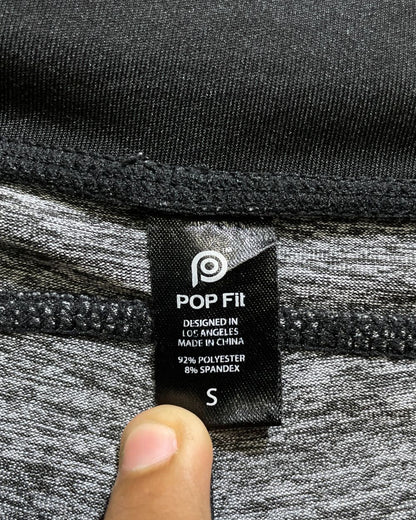 POP Fit
DESIGNED IN
LOS ANGELES
MADE IN CHINA
92% POLYESTER
8% SPANDEX
S